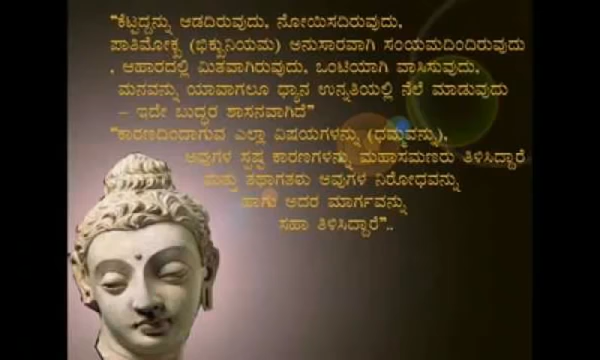 "ಕೆಟ್ಟದ್ದನ್ನು ಆಡದಿರುವುದು, ನೋಯಿಸದಿರುವುದು,
ಪಾತಿಮೋಕ್ಖ (ಭಿಕ್ಖುನಿಯಮ) ಅನುಸಾರವಾಗಿ ಸಂಯಮದಿಂದಿರುವುದು
, ಆಹಾರದಲ್ಲಿ ಮಿತವಾಗಿರುವುದು, ಒಂಟಿಯಾಗಿ ವಾಸಿಸುವುದು,
ಮನವನ್ನು ಯಾವಾಗಲೂ ಧ್ಯಾನ ಉನ್ನತಿಯಲ್ಲಿ ನೆಲೆ ಮಾಡುವುದು
– ಇದೇ ಬುದ್ಧರ ಶಾಸನವಾಗಿದೆ"
"ಕಾರಣದಿಂದಾಗುವ ಎಲ್ಲಾ ವಿಷಯಗಳನ್ನು (ಧಮ್ಮವನ್ನು),
ಅವುಗಳ ಸ್ಪಷ್ಟ ಕಾರಣಗಳನ್ನು ಮಹಾಸಮಣರು ತಿಳಿಸಿದ್ದಾರೆ
ಮತ್ತು ತಥಾಗತರು ಅವುಗಳ ನಿರೋಧವನ್ನು
ಹಾಗು ಅದರ ಮಾರ್ಗವನ್ನು
ಸಹಾ ತಿಳಿಸಿದ್ದಾರೆ"..